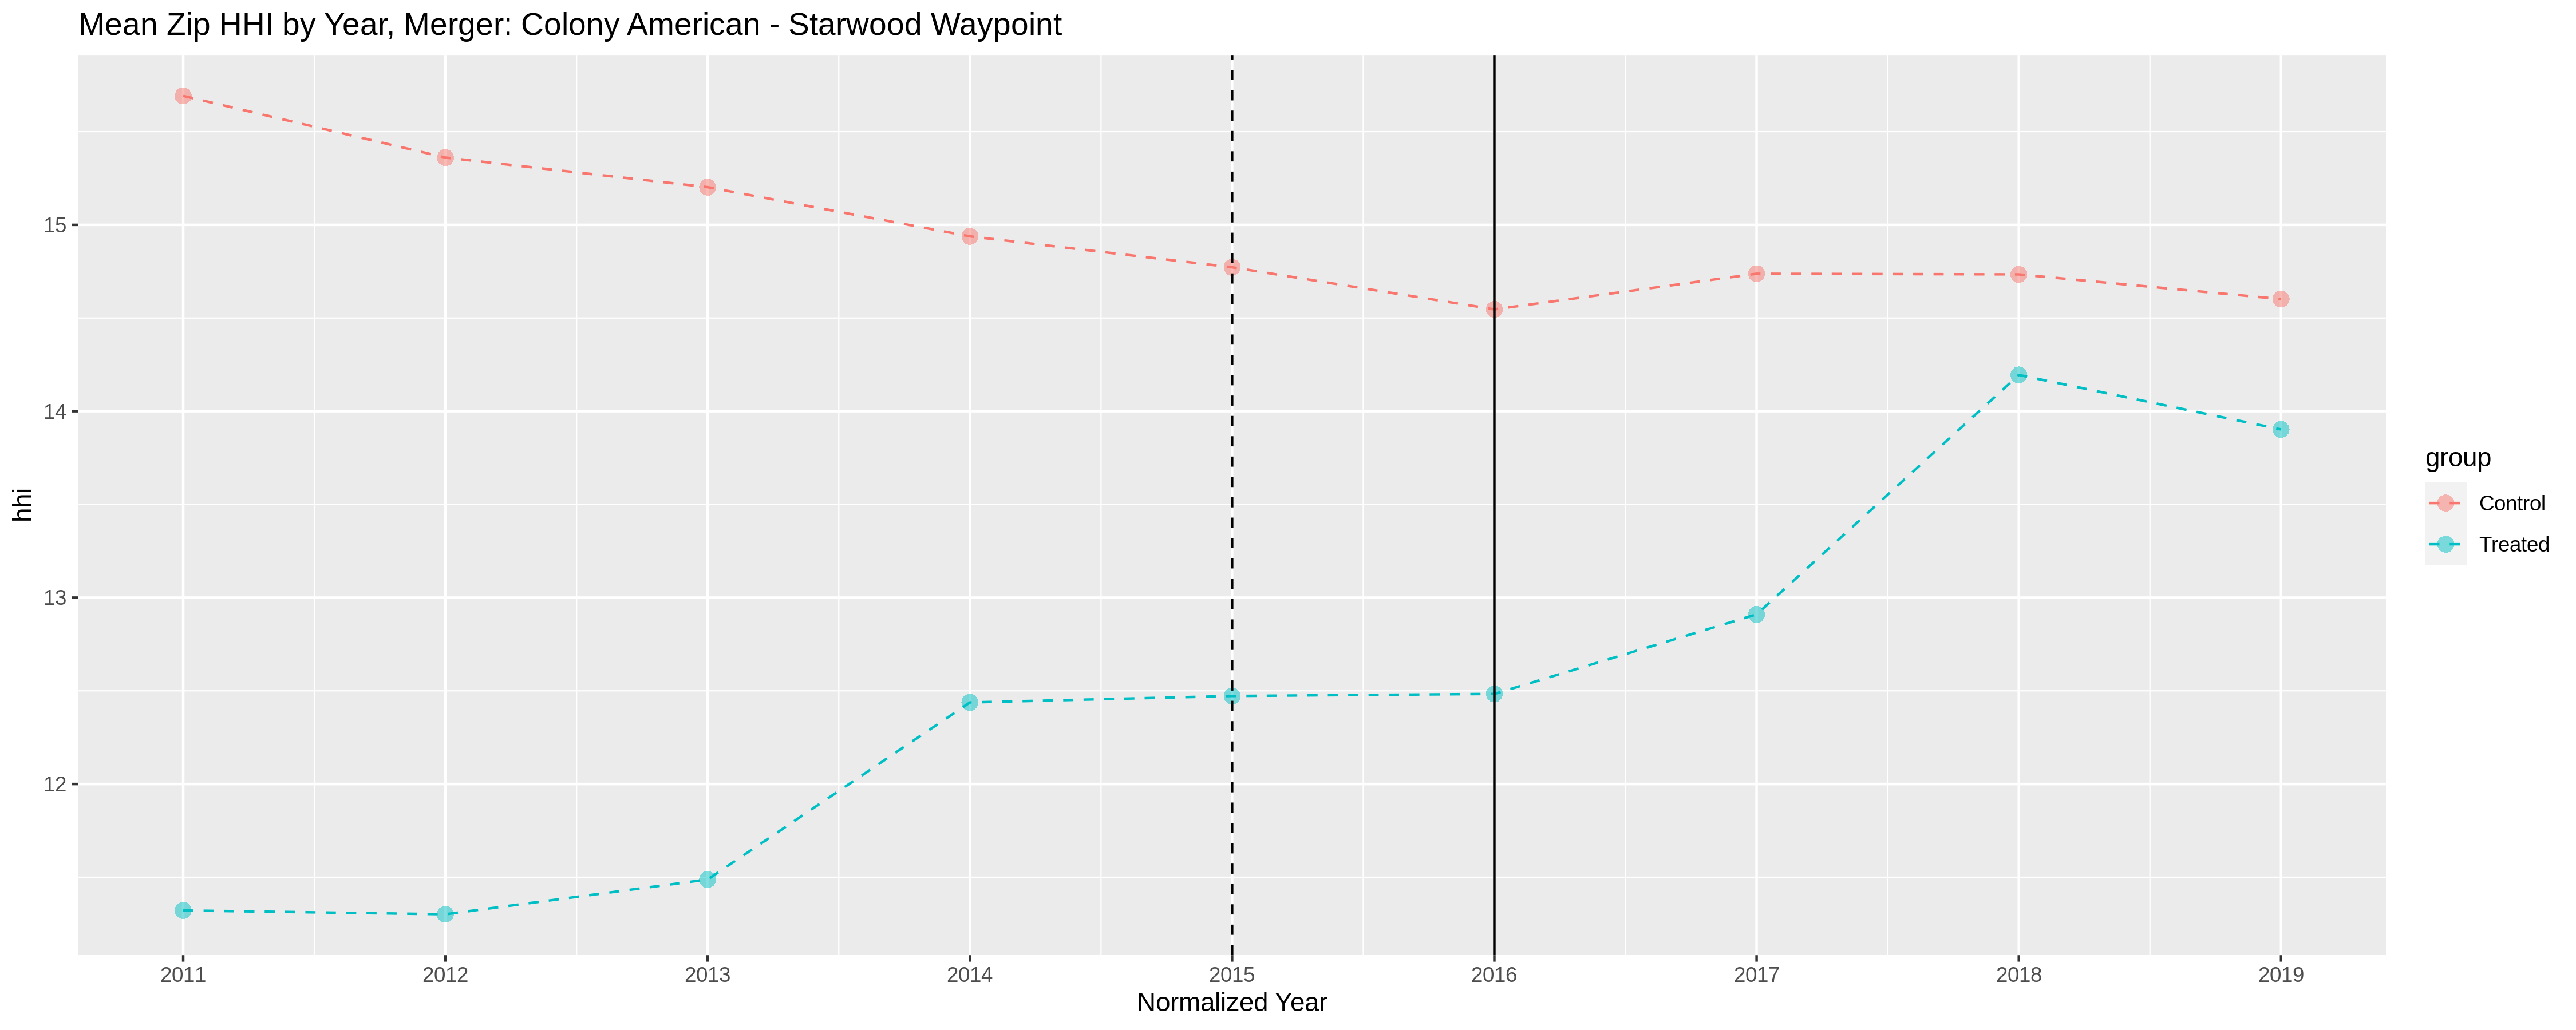 Mean Zip HHI by Year, Merger: Colony American - Starwood Waypoint
15
14
13
12
hhi
2011 2012 2013 2014 2015 2016 2017 2018 2019
Normalized Year
group
Control
Treated